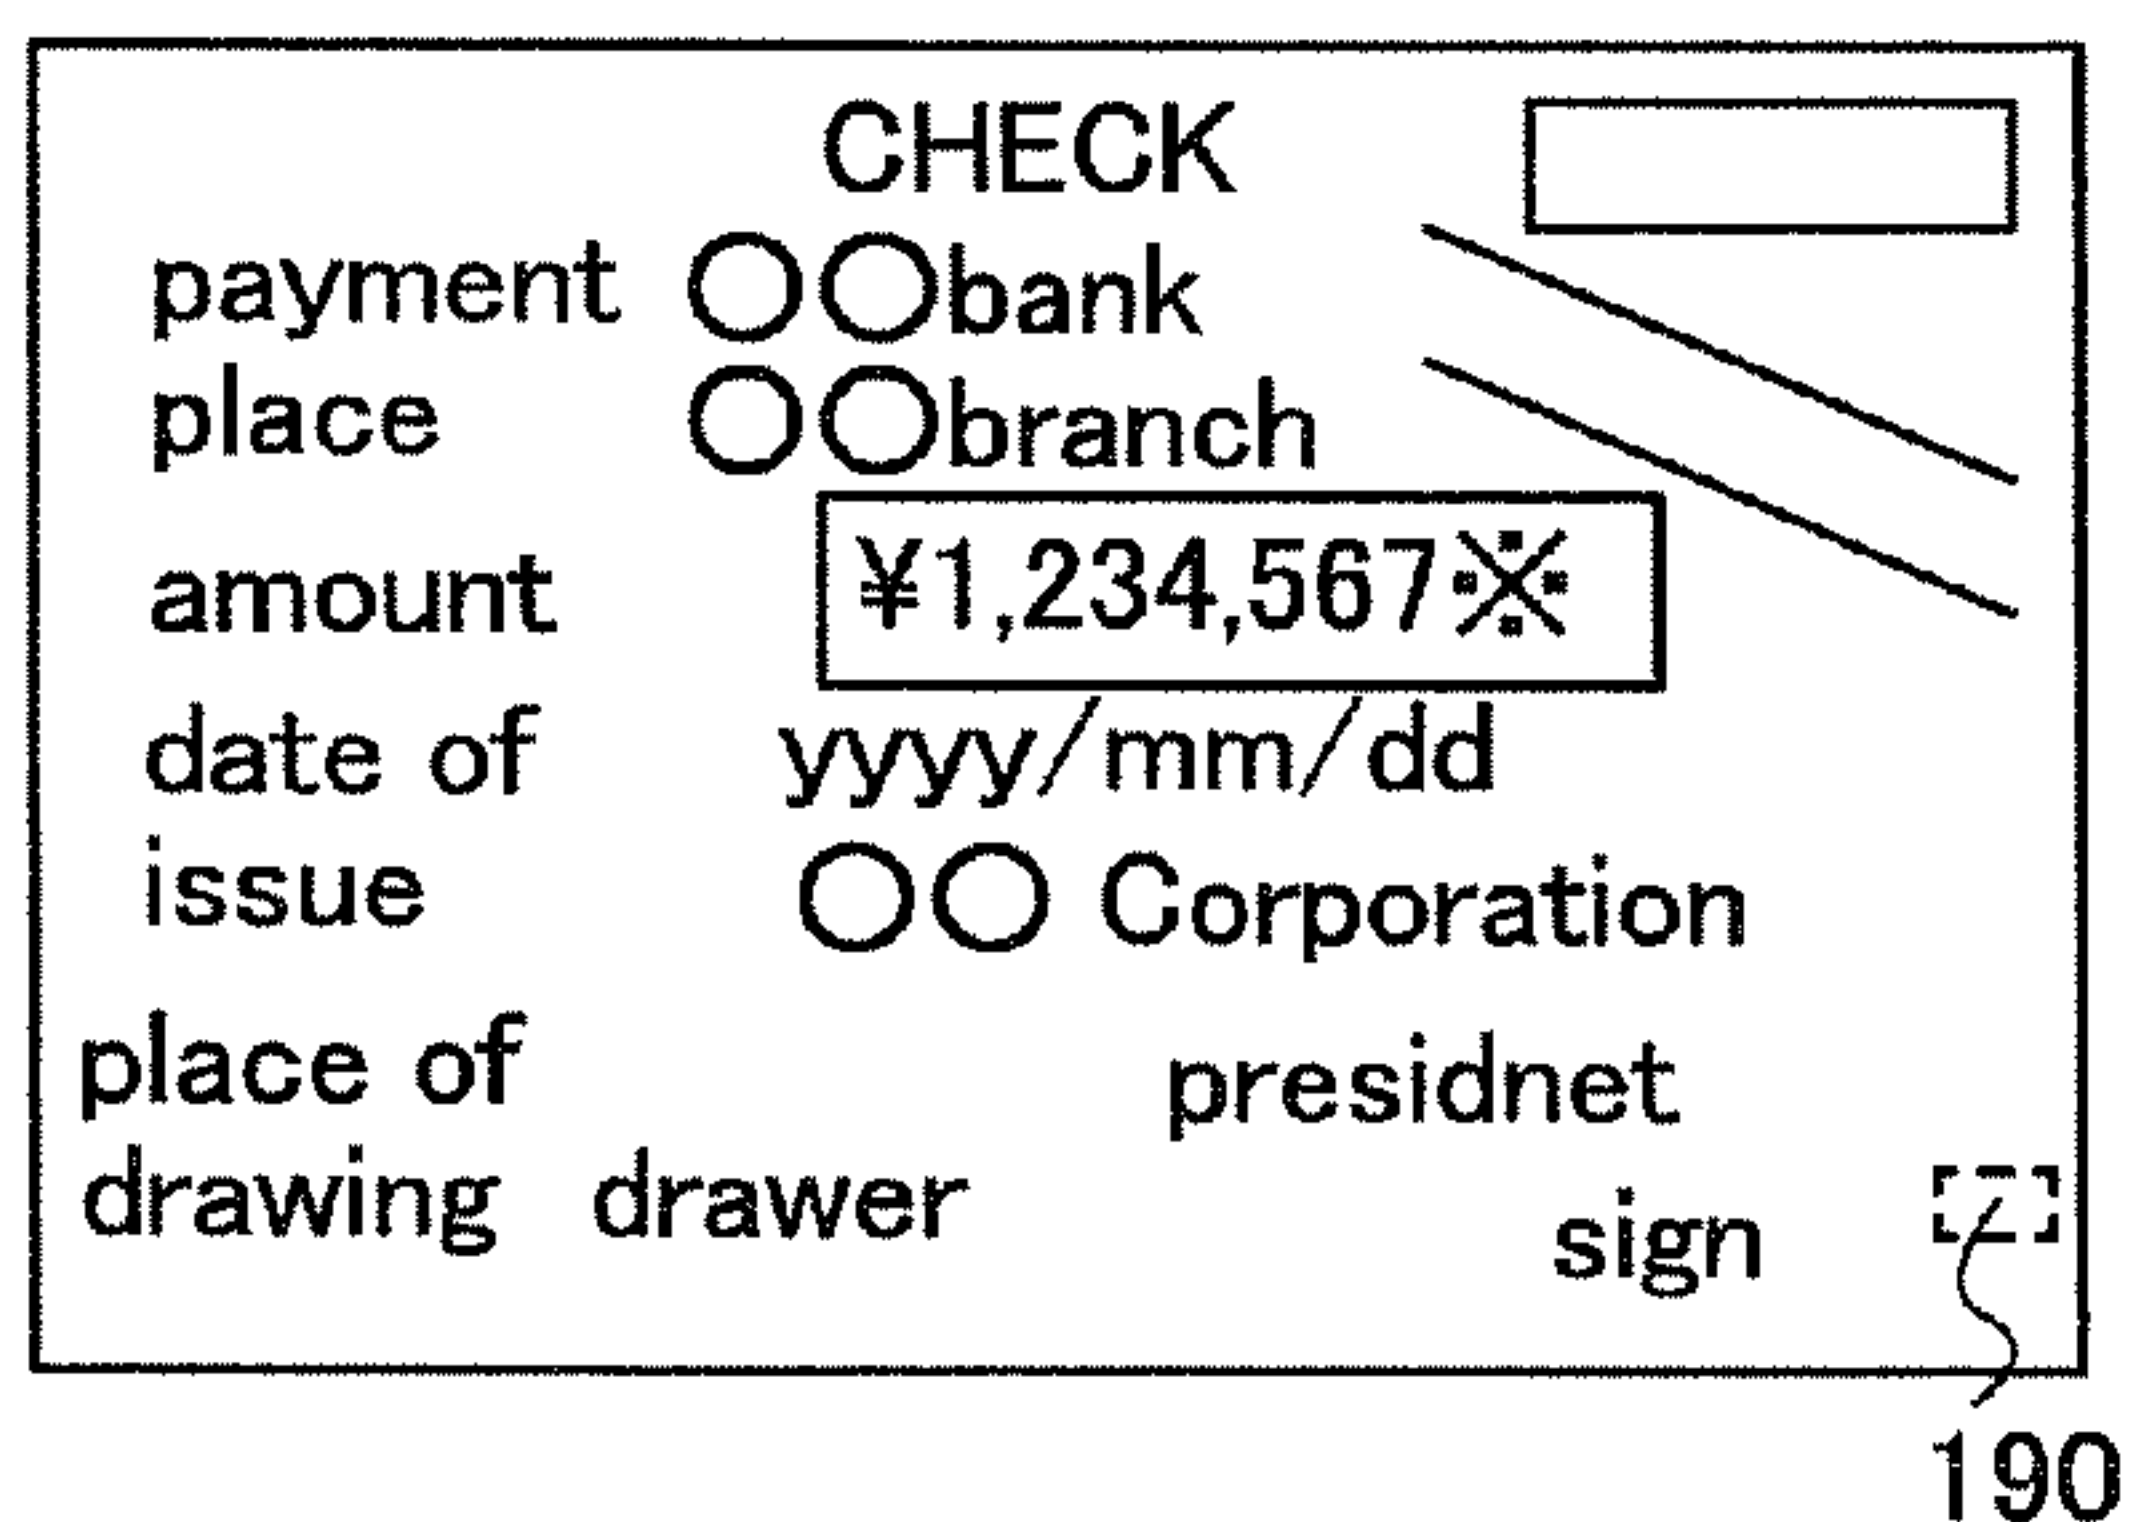 CHECK
payment ○○bank
place ○○branch
amount ¥1,234,567※
date of yyyy/mm/dd
issue ○○ Corporation
place of presidnet
drawing drawer
sign
190